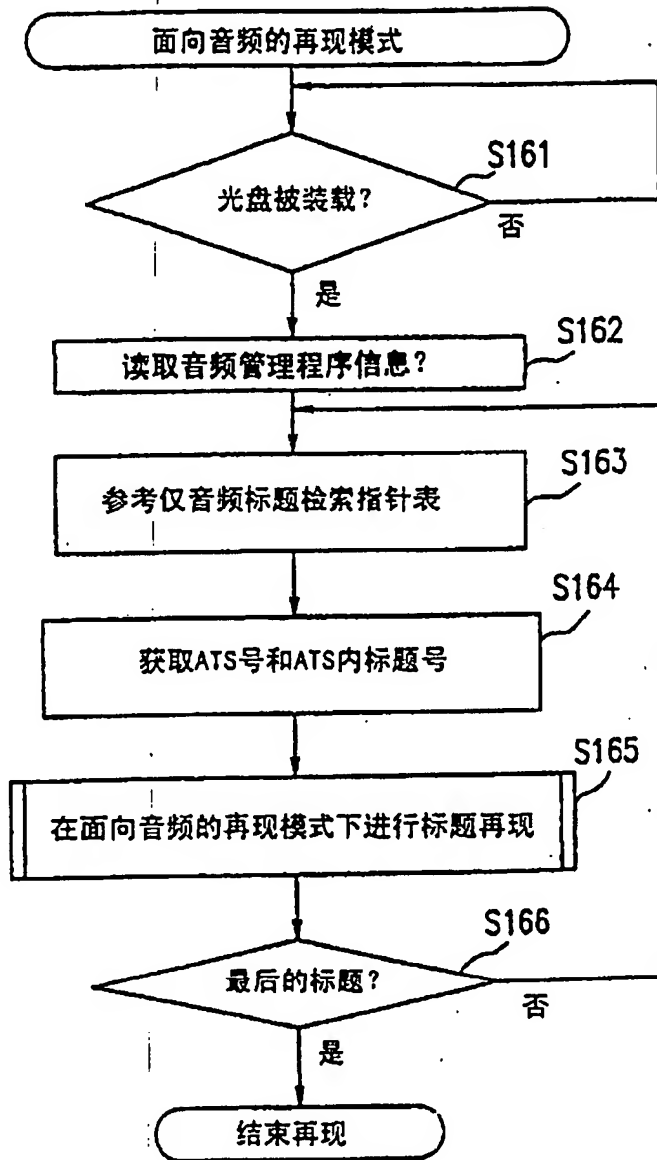 面向音频的再现模式
S161
光盘被装载?
否
是
S162
读取音频管理程序信息?
S163
参考仅音频标题检索指针表
S164
获取ATS号和ATS内标题号
S165
在面向音频的再现模式下进行标题再现
S166
最后的标题?
否
是
结束再现